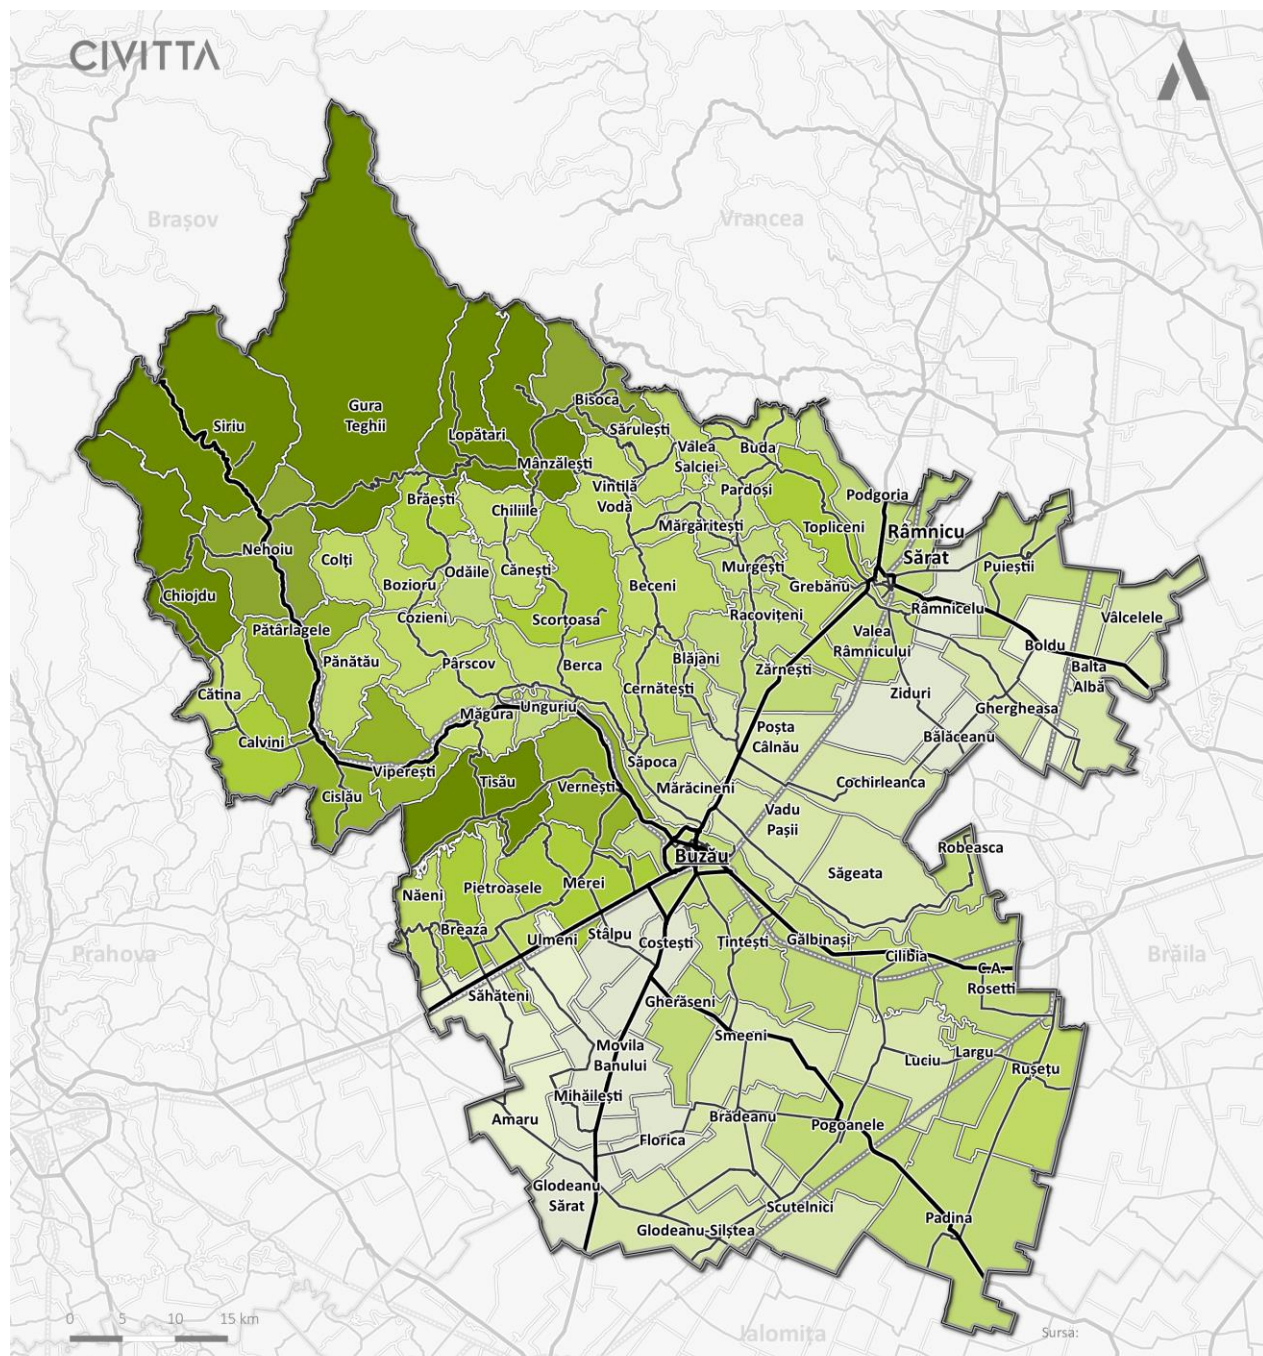 CIVITTA
Brașov
Vrancea
Gura
Teghii
Siriu
Lopătari
Bisoca
Sărulești
Mânzălești
Valea
Salciei
Buda
Vintilă
Vodă
Pardoși
Podgoria
Brăești
Chiliile
Mărgăritești
Topliceni
Râmnicu
Sărat
Nehoiu
Colți
Bozioru
Odăile
Cănești
Beceni
Murgești
Grebănu
Puieștii
Chiojdu
Râmnicelu
Vâlcelele
Pătârlagele
Cozieni
Scorțoasa
Racovițeni
Valea
Râmnicului
Boldu
Pănătău
Pârscov
Berca
Blăjani
Zărnești
Balta
Albă
Cătina
Cernătești
Ziduri
Ghergheasa
Măgura
Unguriu
Poșta
Câlnău
Bălăceanu
Calvini
Viperești
Săpoca
Cislău
Tisău
Vernești
Mărăcineni
Cochirleanca
Vadu
Pașii
Buzău
Robeasca
Săgeata
Năeni
Pietroasele
Merei
Breaza
Ulmeni
Stâlpu
Costești
Țintești
Gălbinași
Cilibia
Prahova
Brăila
C.A.
Rosetti
Săhăteni
Gherăseni
Smeeni
Movila
Banului
Luciu
Largu
Rușețu
Mihăilești
Amaru
Florica
Brădeanu
Pogoanele
Glodeanu
Sărat
Scutelnici
Padina
Glodeanu-Silștea
0 5 10 15 km
Ialomița
Sursa: